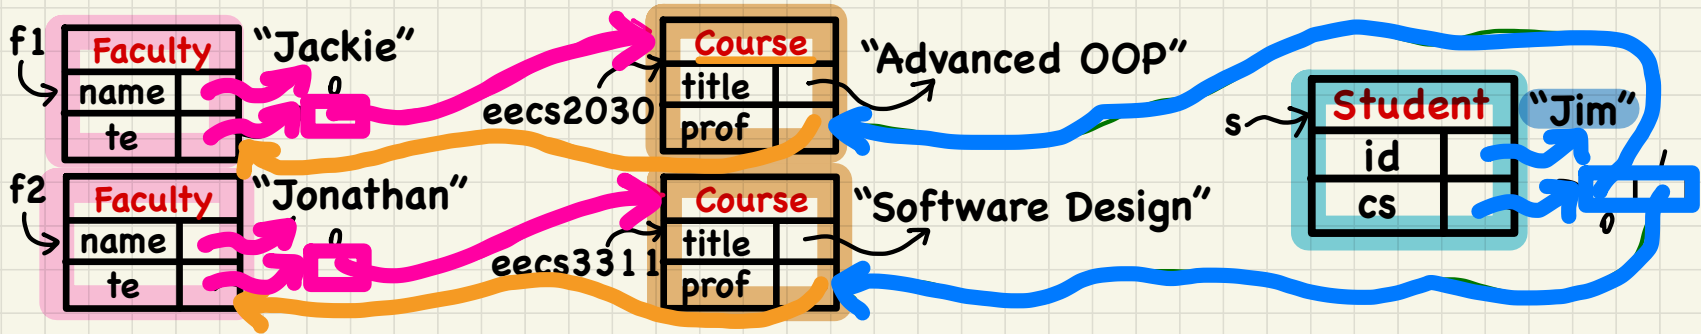 f1
Faculty
name
te
"Jackie"
0
eecs2030
Course
title
prof
"Advanced OOP"
s
Student
id
cs
"Jim"
0
1
f2
Faculty
name
te
"Jonathan"
0
eecs3311
Course
title
prof
"Software Design"